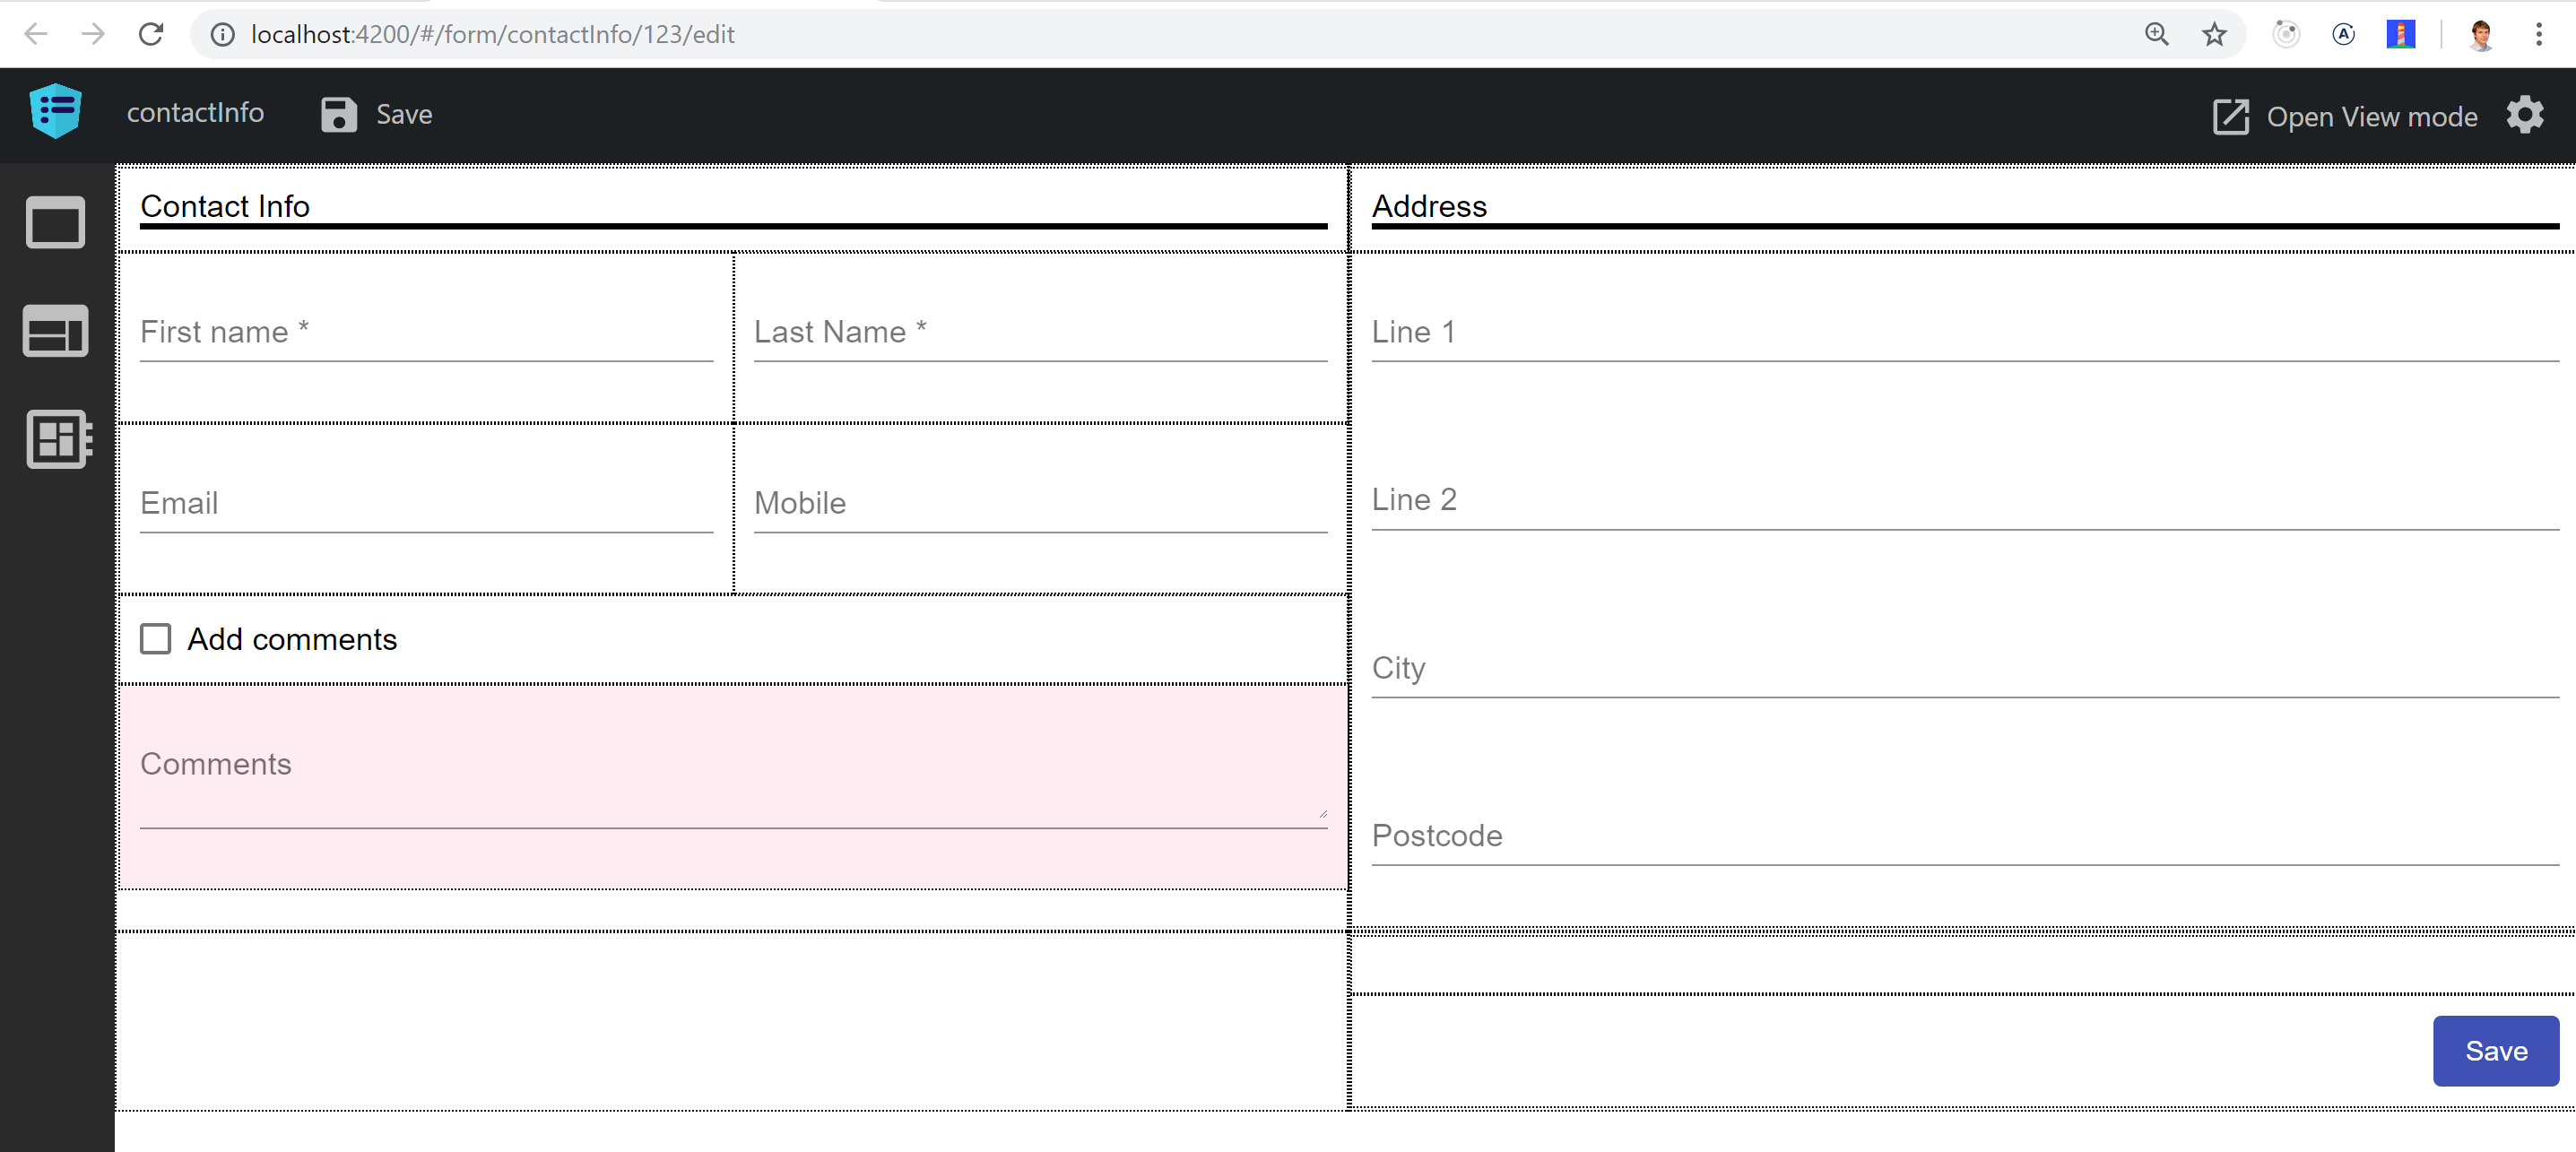 localhost:4200/#/form/contactInfo/123/edit
contactInfo
Save
Open View mode
Contact Info
Address
First name *
Last Name *
Line 1
Email
Mobile
Line 2
Add comments
City
Comments
Postcode
Save